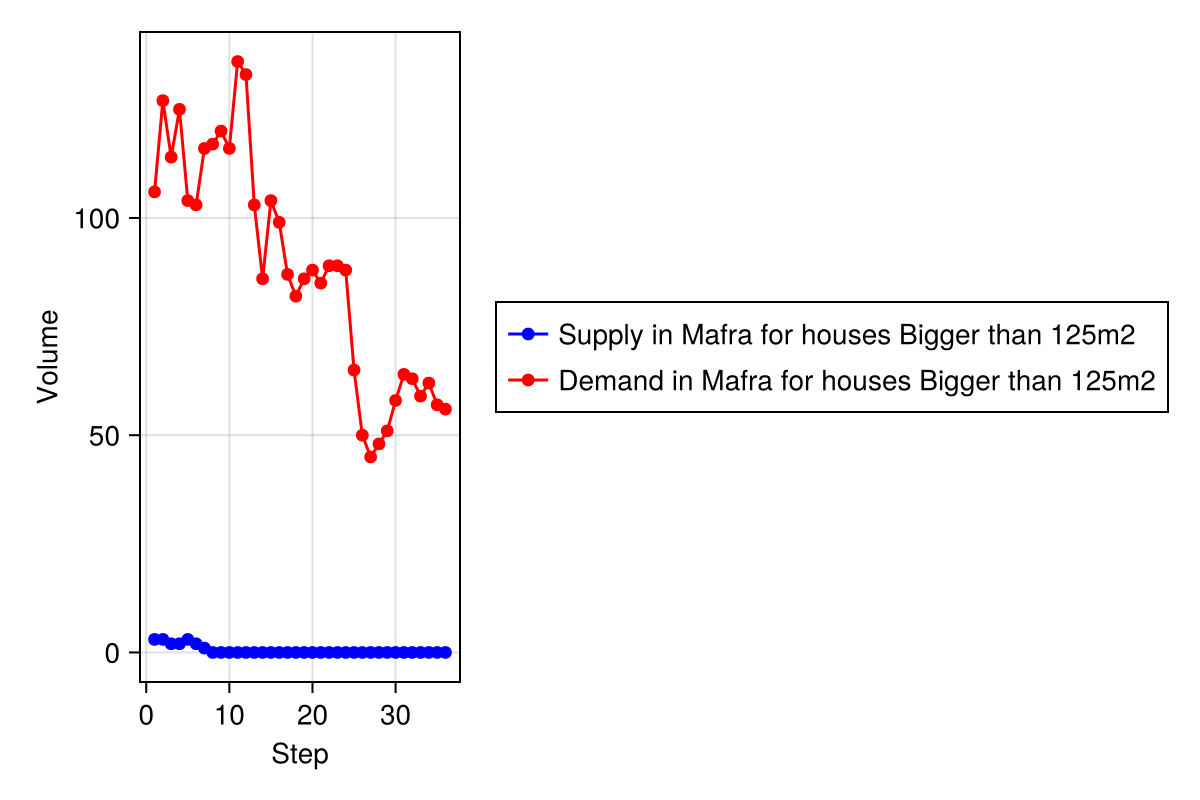 100
50
0
Volume
0 10 20 30
Step
Supply in Mafra for houses Bigger than 125m2
Demand in Mafra for houses Bigger than 125m2